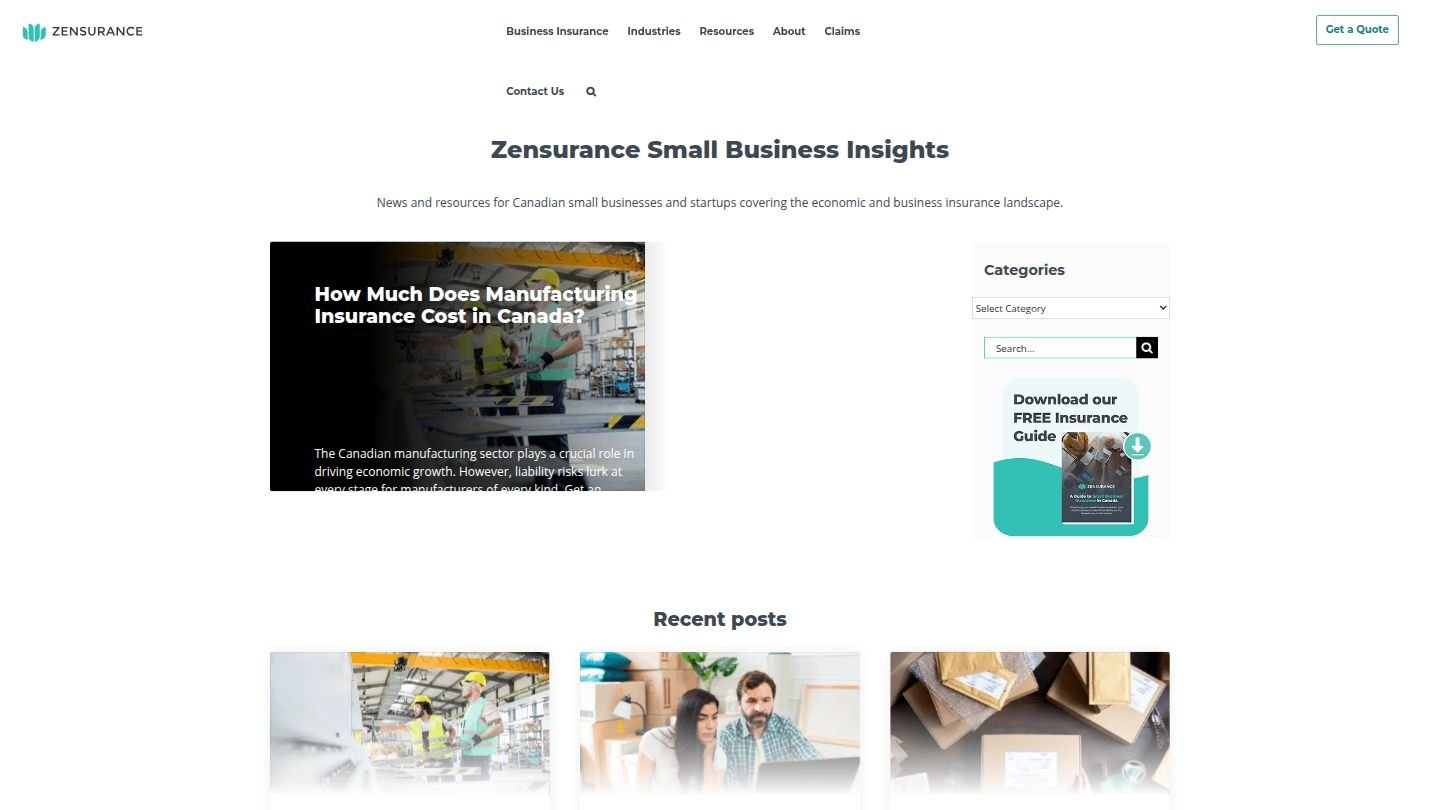 ZENSURANCE
Business Insurance
Industries
Resources
About
Claims
Get a Quote
Contact Us
Zensurance Small Business Insights
News and resources for Canadian small businesses and startups covering the economic and business insurance landscape.
How Much Does Manufacturing
Insurance Cost in Canada?
The Canadian manufacturing sector plays a crucial role in
driving economic growth. However, liability risks lurk at
every stage for manufacturers of every kind. Get an
Categories
Select Category
Search...
Download our
FREE Insurance
Guide
ZENSURANCE
A Guide to Small Business
Insurance in Canada
Recent posts